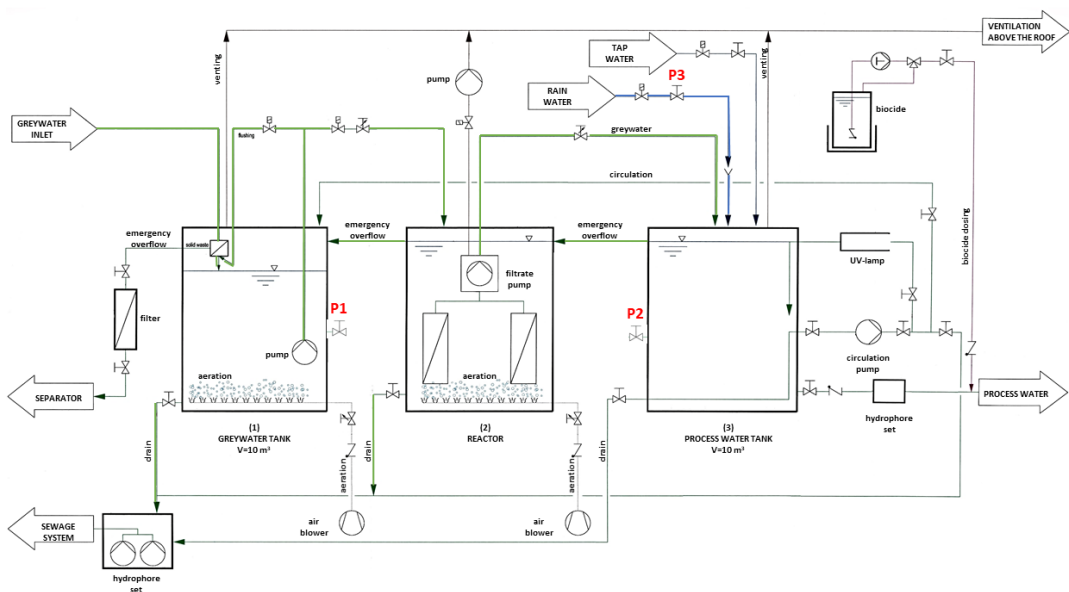 VENTILATION
ABOVE THE ROOF
TAP
WATER
venting
pump
venting
P3
RAIN
WATER
biocide
GREYWATER
INLET
flushing
greywater
circulation
emergency
overflow
solid waste
emergency
overflow
emergency
overflow
biocide dosing
UV-lamp
filtrate
pump
filter
P1
P2
pump
circulation
pump
aeration
aeration
SEPARATOR
PROCESS WATER
hydrophore
set
(1)
GREYWATER TANK
V=10 m³
(2)
REACTOR
(3)
PROCESS WATER TANK
V=10 m³
drain
aeration
drain
aeration
drain
SEWAGE
SYSTEM
air
blower
air
blower
hydrophore
set